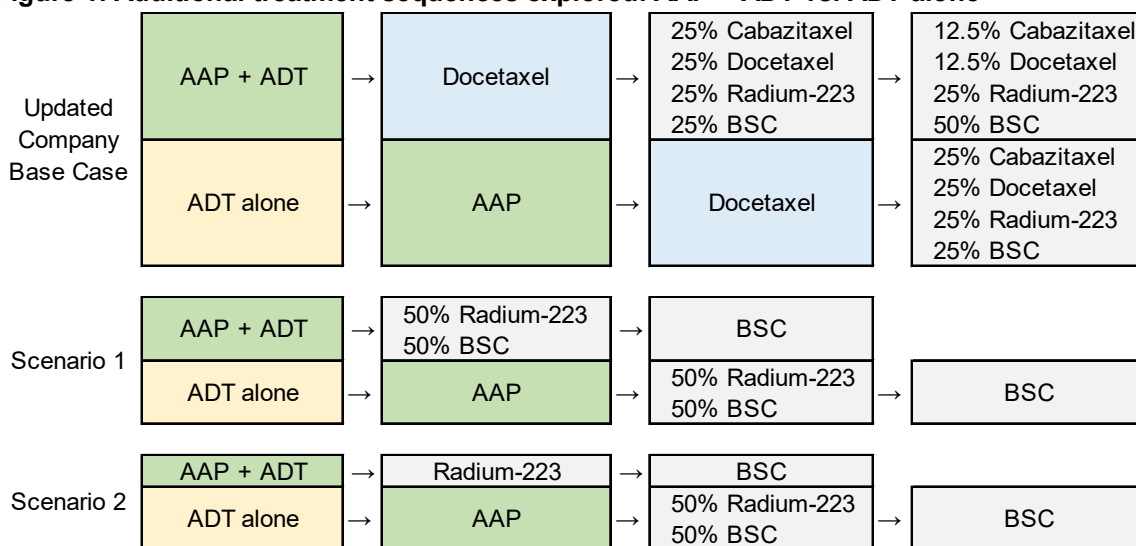 Additional treatment sequences explored: AAP + ADT vs. ADT alone
Updated
Company
Base Case
AAP + ADT
→
Docetaxel
→
25% Cabazitaxel
25% Docetaxel
25% Radium-223
25% BSC
→
12.5% Cabazitaxel
12.5% Docetaxel
25% Radium-223
50% BSC
ADT alone
→
AAP
→
Docetaxel
→
25% Cabazitaxel
25% Docetaxel
25% Radium-223
25% BSC
Scenario 1
AAP + ADT
→
50% Radium-223
50% BSC
→
BSC
ADT alone
→
AAP
→
50% Radium-223
50% BSC
→
BSC
Scenario 2
AAP + ADT
→
Radium-223
→
BSC
ADT alone
→
AAP
→
50% Radium-223
50% BSC
→
BSC